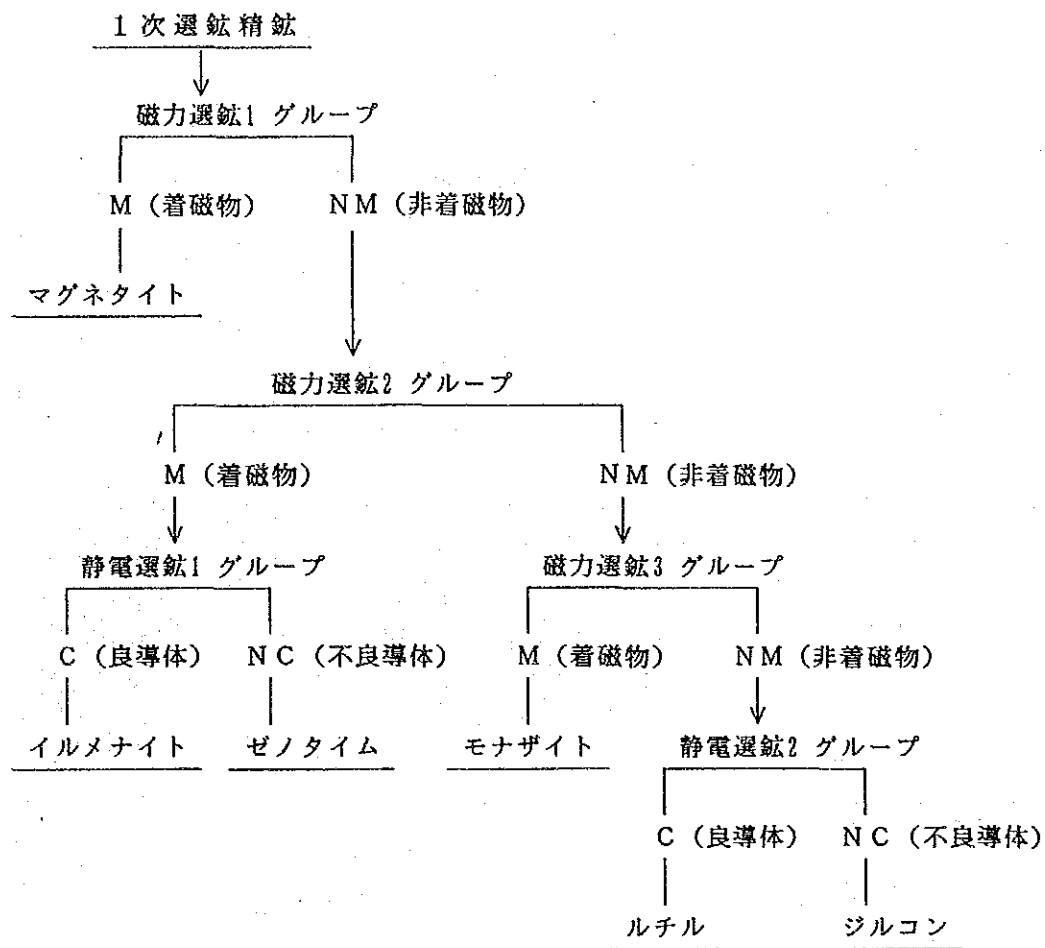 1次選鉱精鉱
磁力選鉱1 グループ
M (着磁物) NM (非着磁物)
マグネタイト
磁力選鉱2 グループ
M (着磁物) NM (非着磁物)
静電選鉱1 グループ 磁力選鉱3 グループ
C (良導体) NC (不良導体) M (着磁物) NM (非着磁物)
イルメナイト ゼノタイム モナザイト 静電選鉱2 グループ
C (良導体) NC (不良導体)
ルチル ジルコン